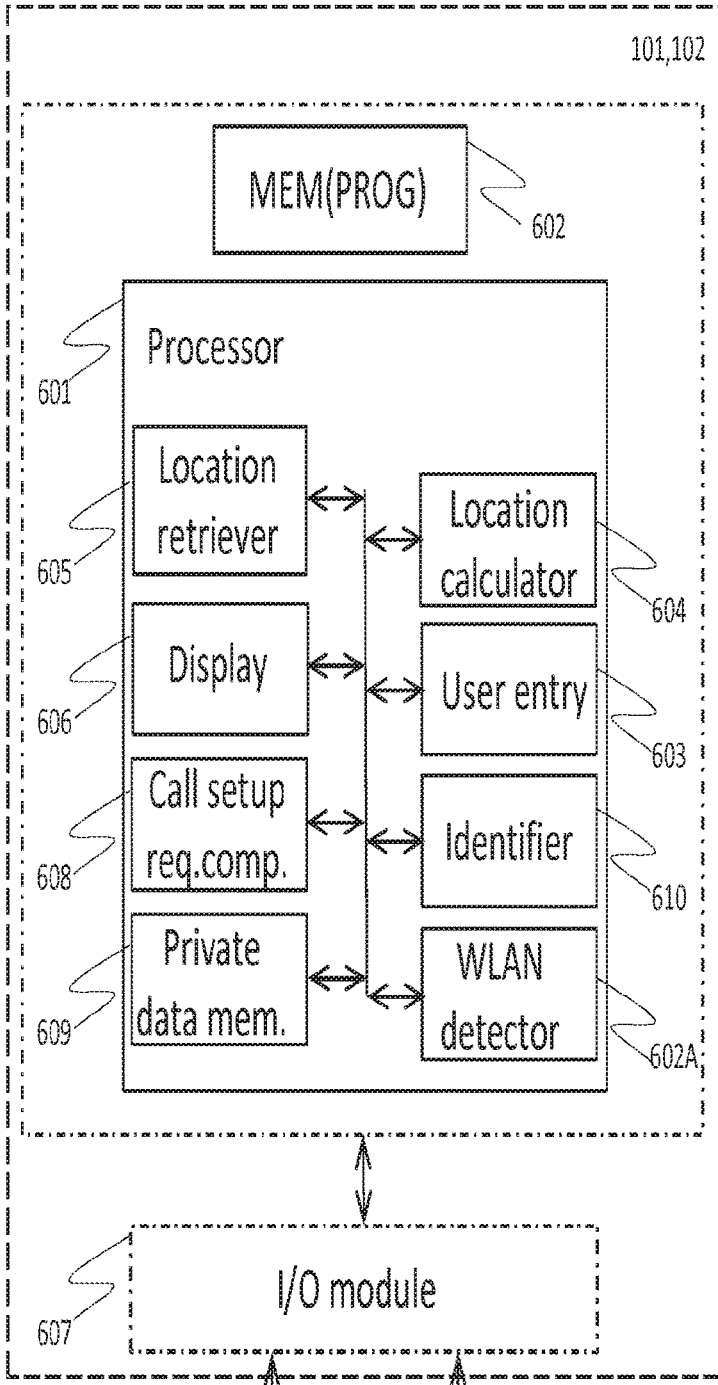 101,102
MEM(PROG)
602
Processor
601
Location
retriever
605
Location
calculator
604
Display
606
User entry
603
Call setup
req.comp.
608
Identifier
610
Private
data mem.
609
WLAN
detector
602A
I/O module
607